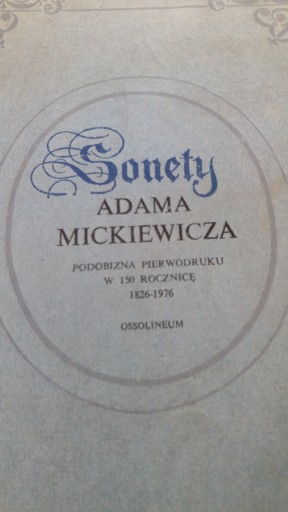 Sonety
ADAMA
MICKIEWICZA
PODOBIZNA PIERWODRUKU
W 150 ROCZNICĘ
1826-1976
OSSOLINEUM